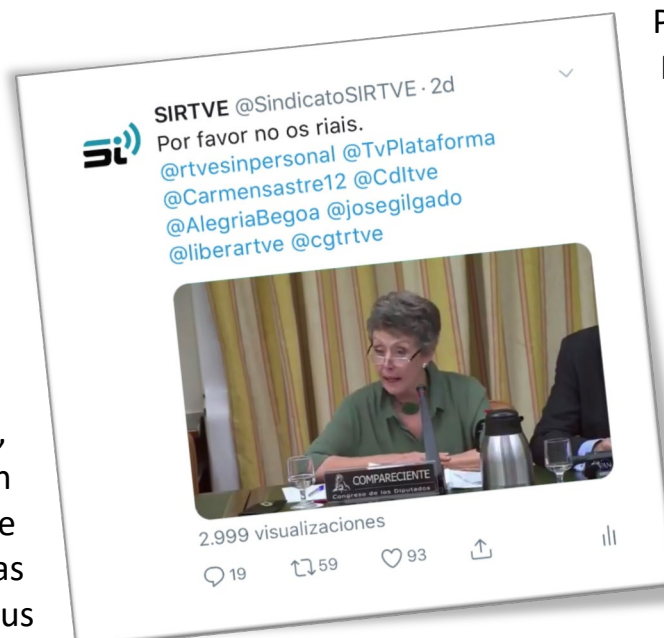 SIRTVE @SindicatoSIRTVE · 2d
Por favor no os riais.
@rtvesinpersonal @TvPlataforma
@Carmensastre12 @CdItve
@AlegriaBegoa @josegilgado
@liberartve @cgtrtve
COMPARECIENTE
Congreso de los Diputados
2.999 visualizaciones
19 59 93